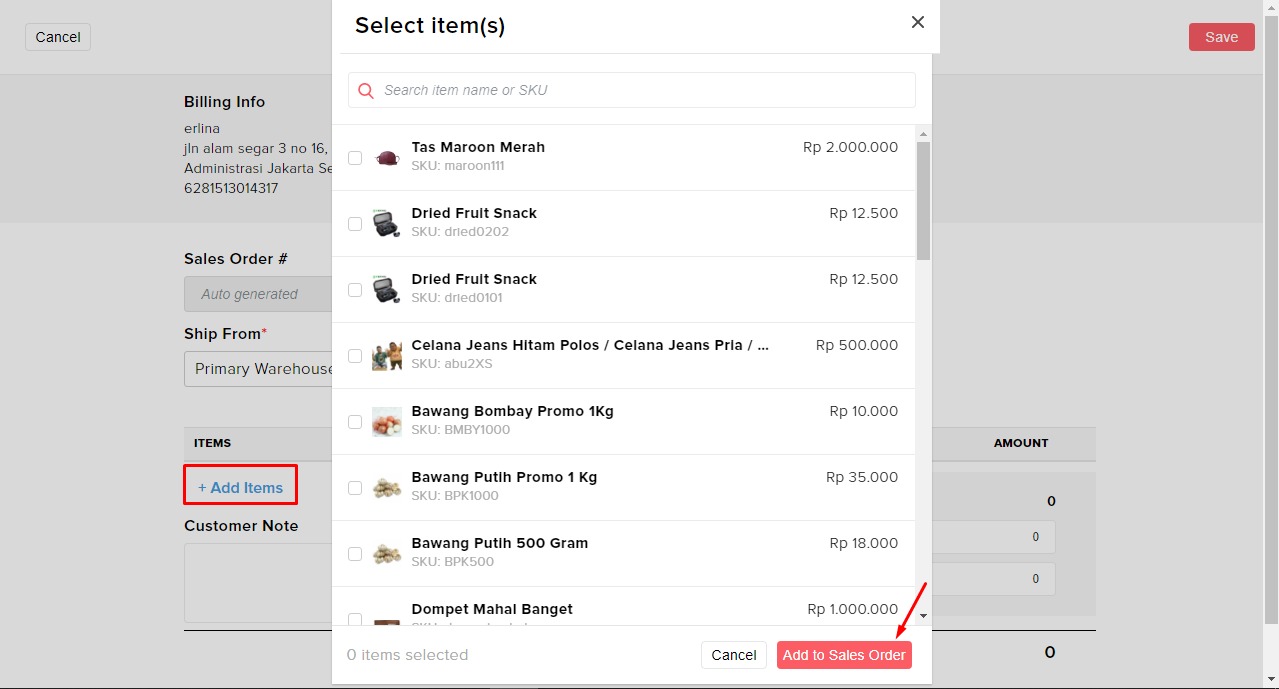 Select item(s)
Cancel
Save
Search item name or SKU
Billing Info
erlina
jln alam segar 3 no 16,
Administrasi Jakarta Se
6281513014317
Tas Maroon Merah
Rp 2.000.000
SKU: maroon111
Dried Fruit Snack
Rp 12.500
SKU: dried0202
Sales Order #
Auto generated
Dried Fruit Snack
Rp 12.500
SKU: dried0101
Ship From*
Primary Warehouse
Celana Jeans Hitam Polos / Celana Jeans Pria / ...
Rp 500.000
SKU: abu2XS
Bawang Bombay Promo 1Kg
Rp 10.000
SKU: BMBY1000
ITEMS
AMOUNT
+ Add Items
Bawang Putih Promo 1 Kg
Rp 35.000
SKU: BPK1000
0
Customer Note
Bawang Putih 500 Gram
Rp 18.000
SKU: BPK500
0
0
Dompet Mahal Banget
Rp 1.000.000
0 items selected
Cancel
Add to Sales Order
0